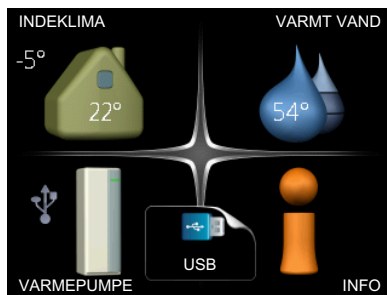 INDEKLIMA
VARMT VAND
-5°
22°
54°
USB
VARMEPUMPE
INFO